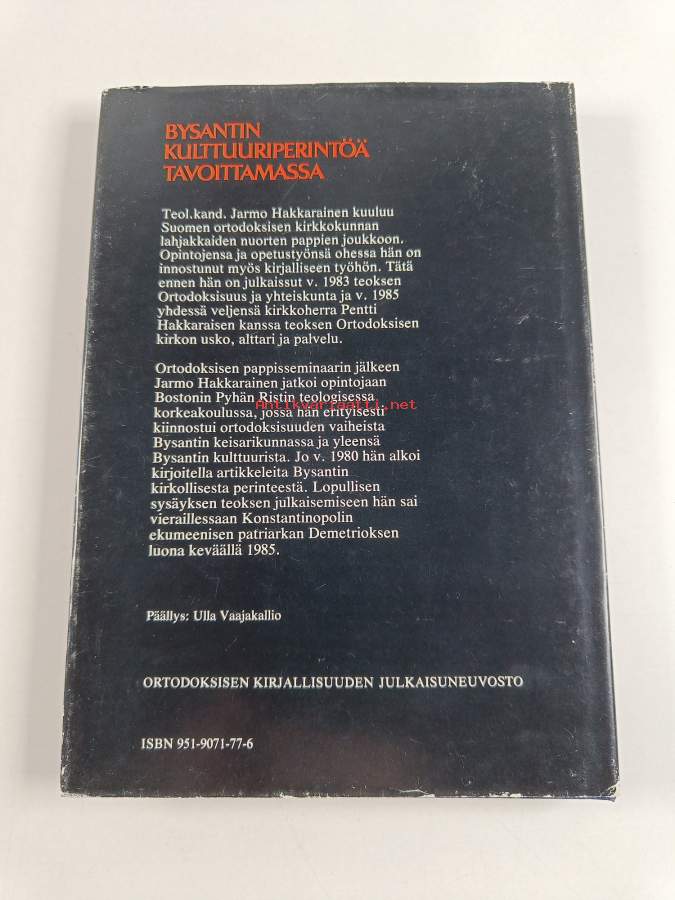 BYSANTIN
KULTTUURIPERINTÖÄ
TAVOITTAMASSA
Teol.kand. Jarmo Hakkarainen kuuluu
Suomen ortodoksisen kirkkokunnan
lahjakkaiden nuorten pappien joukkoon.
Opintojensa ja opetustyönsä ohessa hän on
innostunut myös kirjalliseen työhön. Tätä
ennen hän on julkaissut v. 1983 teoksen
Ortodoksisuus ja yhteiskunta ja v. 1985
yhdessä veljensä kirkkoherra Pentti
Hakkaraisen kanssa teoksen Ortodoksisen
kirkon usko, alttari ja palvelu.
Ortodoksisen pappisseminaarin jälkeen
Jarmo Hakkarainen jatkoi opintojaan
Bostonin Pyhän Ristin teologisessa
korkeakoulussa, jossa hän erityisesti
kiinnostui ortodoksisuuden vaiheista
Bysantin keisarikunnassa ja yleensä
Bysantin kulttuurista. Jo v. 1980 hän alkoi
kirjoitella artikkeleita Bysantin
kirkollisesta perinteestä. Lopullisen
sysäyksen teoksen julkaisemiseen hän sai
vieraillessaan Konstantinopolin
ekumeenisen patriarkan Demetrioksen
luona keväällä 1985.
Päällys: Ulla Vaajakallio
ORTODOKSISEN KIRJALLISUUDEN JULKAISUNEUVOSTO
ISBN 951-9071-77-6
Antikvariaatti.net